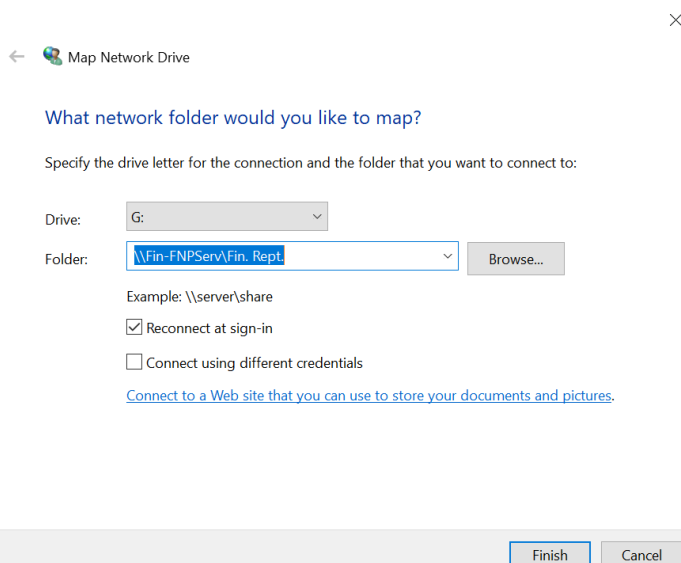 Map Network Drive
What network folder would you like to map?
Specify the drive letter for the connection and the folder that you want to connect to:
Drive: G:
Folder: \\Fin-FNPServ\Fin. Rept. Browse...
Example: \\server\share
Reconnect at sign-in
Connect using different credentials
Connect to a Web site that you can use to store your documents and pictures.
Finish Cancel